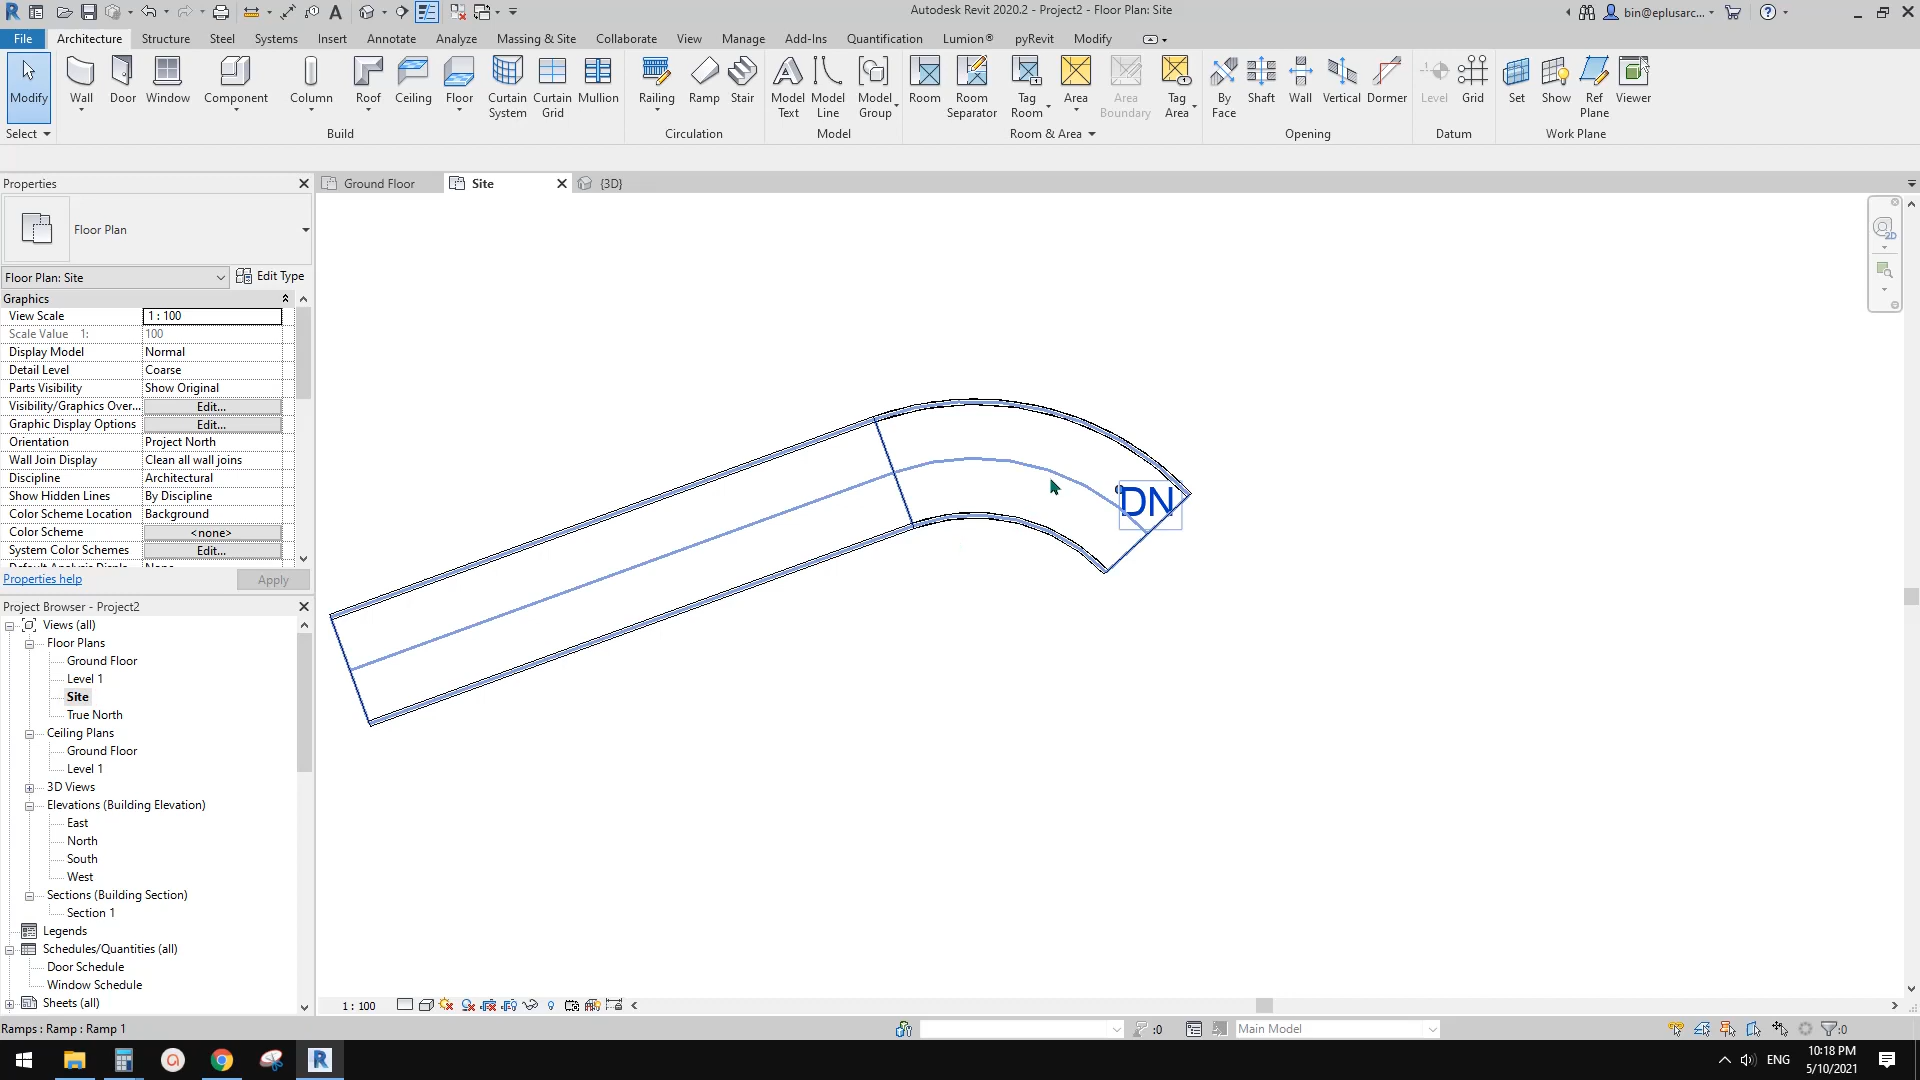 Autodesk Revit 2020.2 - Project2 - Floor Plan: Site
bin@eplusarc...
File Architecture Structure Steel Systems Insert Annotate Analyze Massing & Site Collaborate View Manage Add-Ins Quantification Lumion® pyRevit Modify
Modify
Wall
Door
Window
Component
Column
Roof
Ceiling
Floor
Curtain System
Curtain Grid
Mullion
Railing
Ramp
Stair
Model Text
Model Line
Model Group
Room
Room Separator
Tag Room
Area
Area Boundary
Tag Area
By Face
Shaft
Wall
Vertical
Dormer
Level
Grid
Set
Show
Ref Plane
Viewer
Select
Build
Circulation
Model
Room & Area
Opening
Datum
Work Plane
Properties
Ground Floor
Site
{3D}
Floor Plan
Floor Plan: Site
Edit Type
Graphics
View Scale 1 : 100
Scale Value 1: 100
Display Model Normal
Detail Level Coarse
Parts Visibility Show Original
Visibility/Graphics Over... Edit...
Graphic Display Options Edit...
Orientation Project North
Wall Join Display Clean all wall joins
Discipline Architectural
Show Hidden Lines By Discipline
Color Scheme Location Background
Color Scheme <none>
System Color Schemes Edit...
Properties help
Apply
Project Browser - Project2
Views (all)
Floor Plans
Ground Floor
Level 1
Site
True North
Ceiling Plans
Ground Floor
Level 1
3D Views
Elevations (Building Elevation)
East
North
South
West
Sections (Building Section)
Section 1
Legends
Schedules/Quantities (all)
Door Schedule
Window Schedule
Sheets (all)
DN
2D
1 : 100
Ramps : Ramp : Ramp 1
:0
Main Model
:0
ENG
10:18 PM
5/10/2021